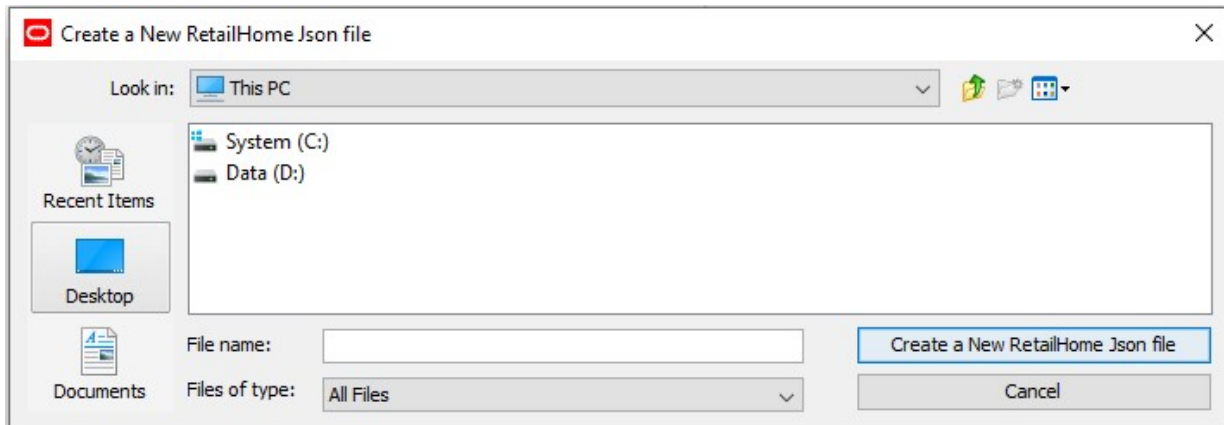 Create a New RetailHome Json file
Look in:
This PC
System (C:)
Data (D:)
Recent Items
Desktop
Documents
File name:
Create a New RetailHome Json file
Files of type:
All Files
Cancel